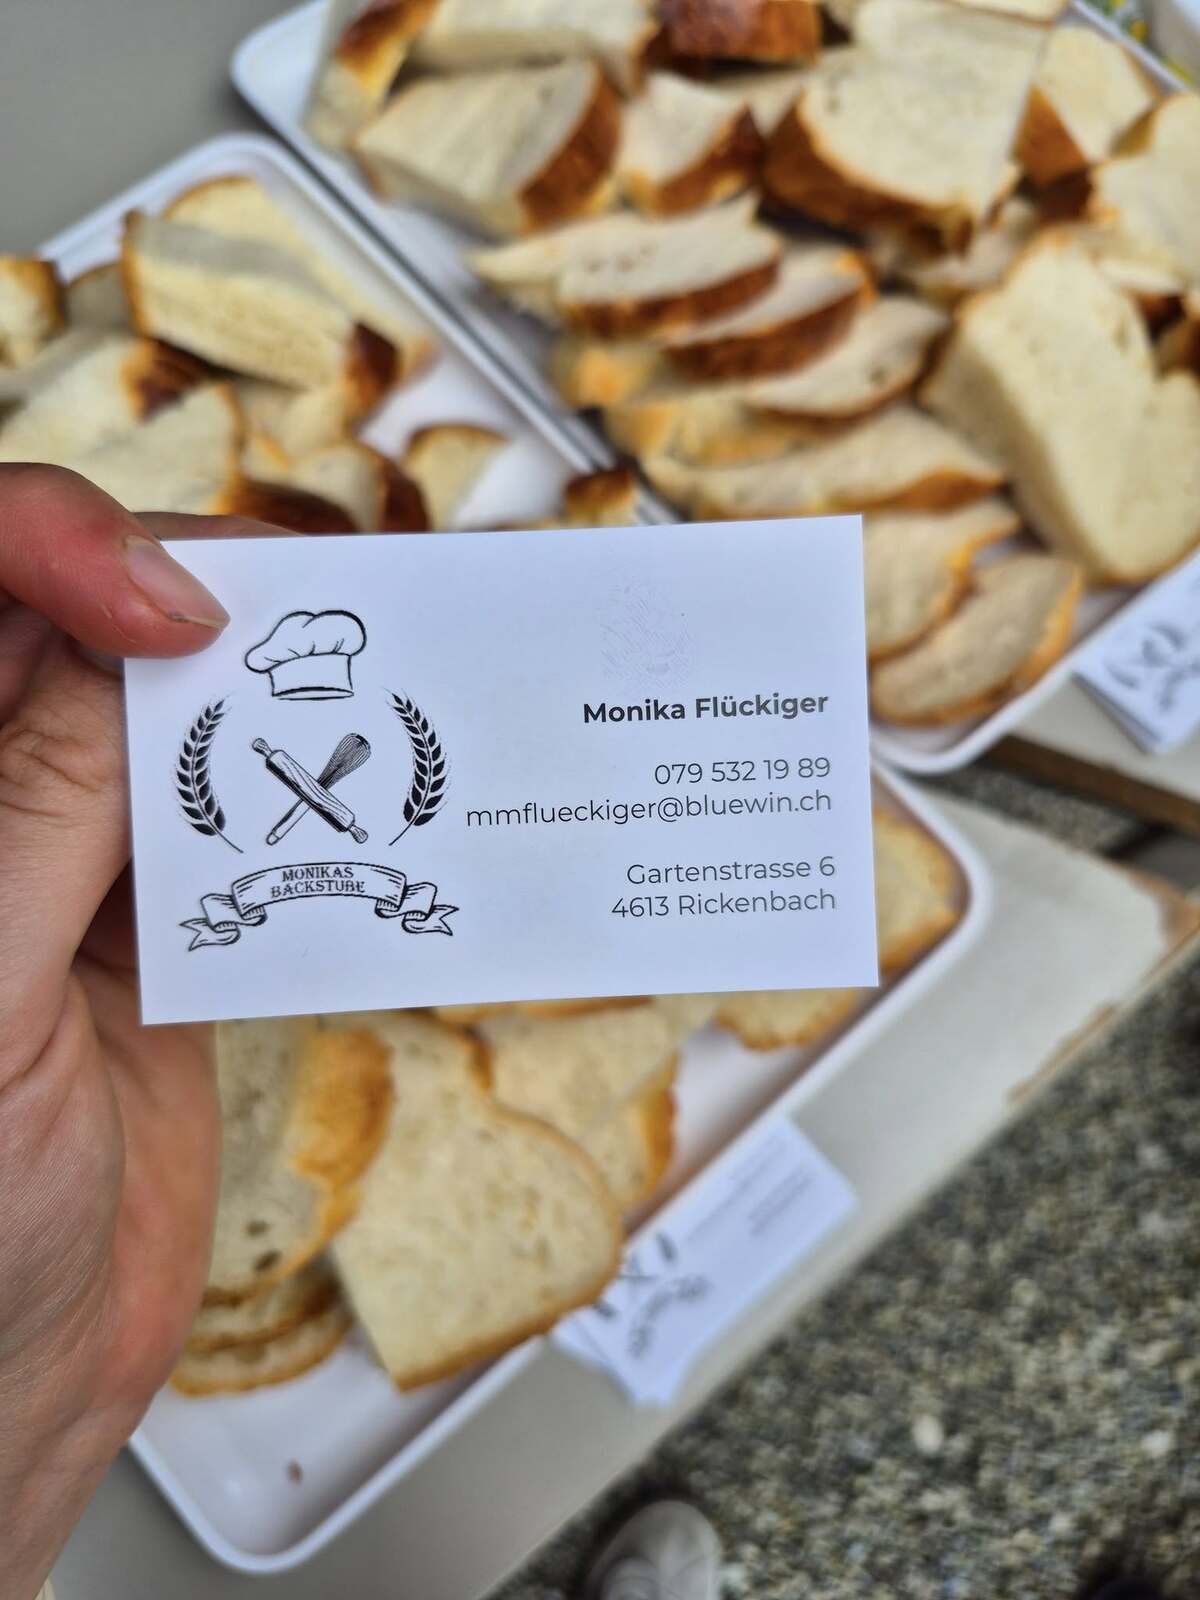 MONIKAS
BACKSTUBE
Monika Flückiger
079 532 19 89
mmflueckiger@bluewin.ch
Gartenstrasse 6
4613 Rickenbach